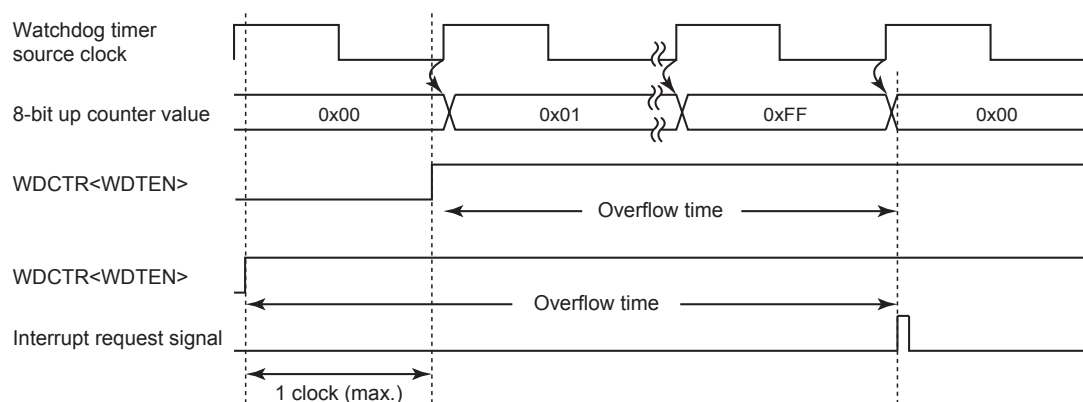 Watchdog timer
source clock
8-bit up counter value
0x00
0x01
0xFF
0x00
WDCTR<WDTEN>
Overflow time
WDCTR<WDTEN>
Overflow time
Interrupt request signal
1 clock (max.)